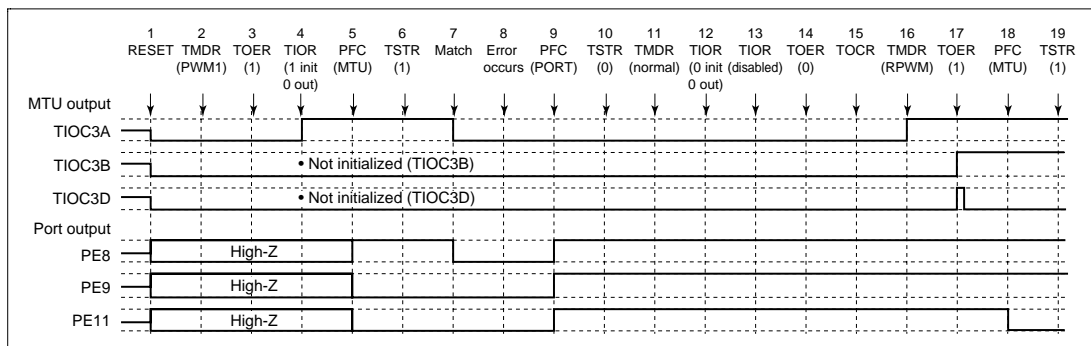 1 2 3 4 5 6 7 8 9 10 11 12 13 14 15 16 17 18 19
RESET TMDR TOER TIOR PFC TSTR Match Error PFC TSTR TMDR TIOR TIOR TOER TOCR TMDR TOER PFC TSTR
(PWM1) (1) (1 init (MTU) (1) occurs (PORT) (0) (normal) (0 init (disabled) (0) (RPWM) (1) (MTU) (1)
0 out) 0 out)
MTU output
TIOC3A
TIOC3B • Not initialized (TIOC3B)
TIOC3D • Not initialized (TIOC3D)
Port output
PE8 High-Z
PE9 High-Z
PE11 High-Z